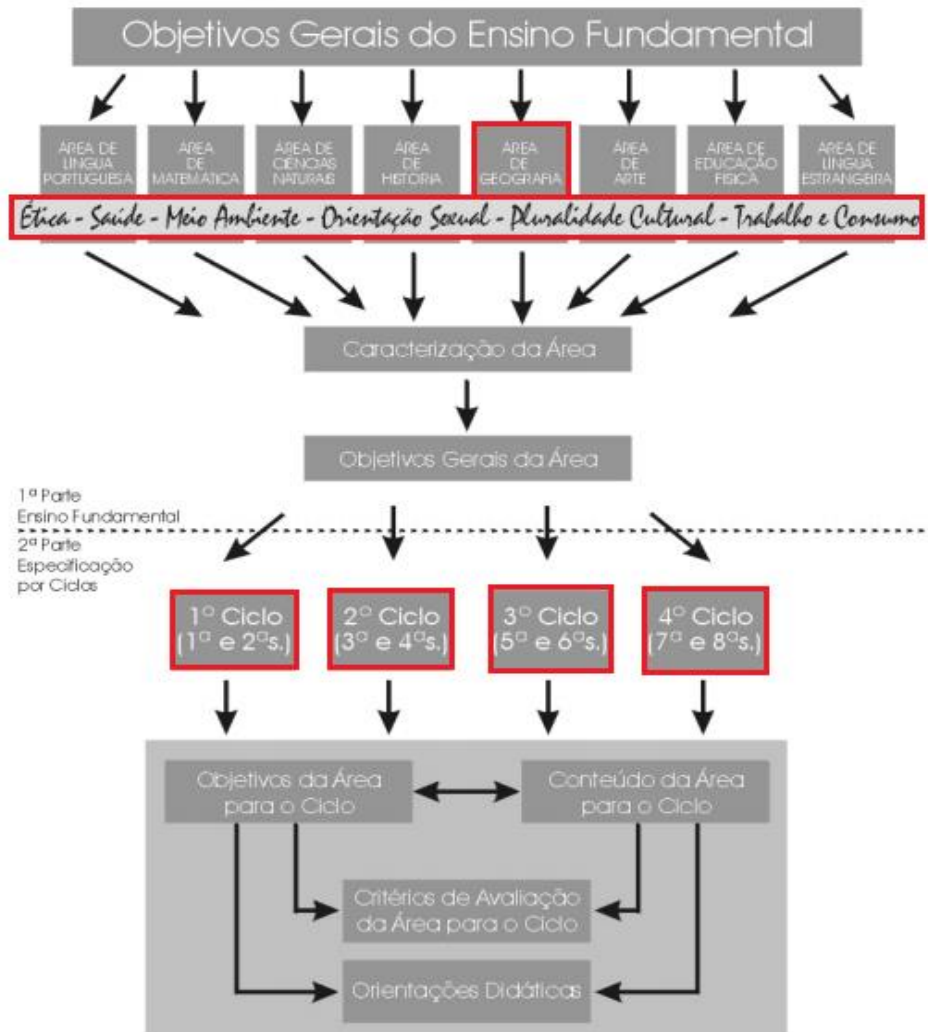 Objetivos Gerais do Ensino Fundamental
ÁREA DE
LÍNGUA
PORTUGUESA
ÁREA
DE
MATEMÁTICA
ÁREA DE
CIÊNCIAS
NATURAIS
ÁREA
DE
HISTÓRIA
ÁREA
DE
GEOGRAFIA
ÁREA
DE
ARTE
ÁREA DE
EDUCAÇÃO
FÍSICA
ÁREA DE
LÍNGUA
ESTRANGEIRA
Ética - Saúde - Meio Ambiente - Orientação Sexual - Pluralidade Cultural - Trabalho e Consumo
Caracterização da Área
Objetivos Gerais da Área
1ª Parte
Ensino Fundamental
2ª Parte
Especificação
por Ciclos
1º Ciclo
(1ª e 2ªs.)
2º Ciclo
(3ª e 4ªs.)
3º Ciclo
(5ª e 6ªs.)
4º Ciclo
(7ª e 8ªs.)
Objetivos da Área
para o Ciclo
Conteúdo da Área
para o Ciclo
Critérios de Avaliação
da Área para o Ciclo
Orientações Didáticas